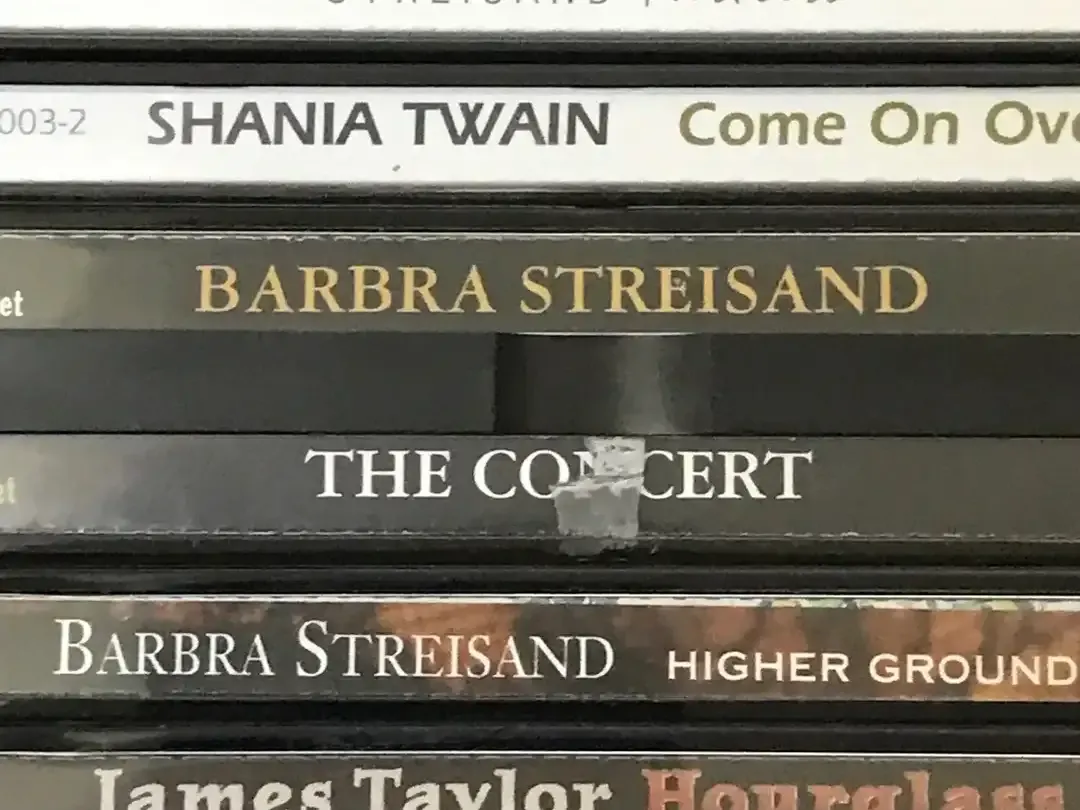 003-2 SHANIA TWAIN Come On Ove
et BARBRA STREISAND
et THE CONCERT
BARBRA STREISAND HIGHER GROUND
James Taylor Hourglass